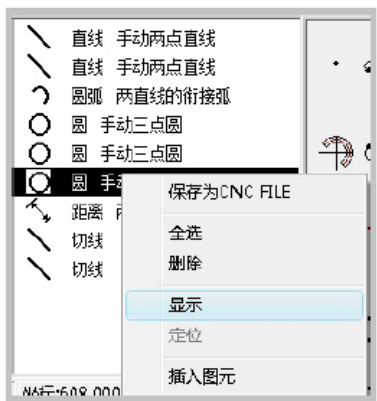 直线 手动两点直线
直线 手动两点直线
圆弧 两直线的衔接弧
圆 手动三点圆
圆 手动三点圆
圆
距离
切线
切线
保存为CNC FILE
全选
删除
显示
定位
插入图元